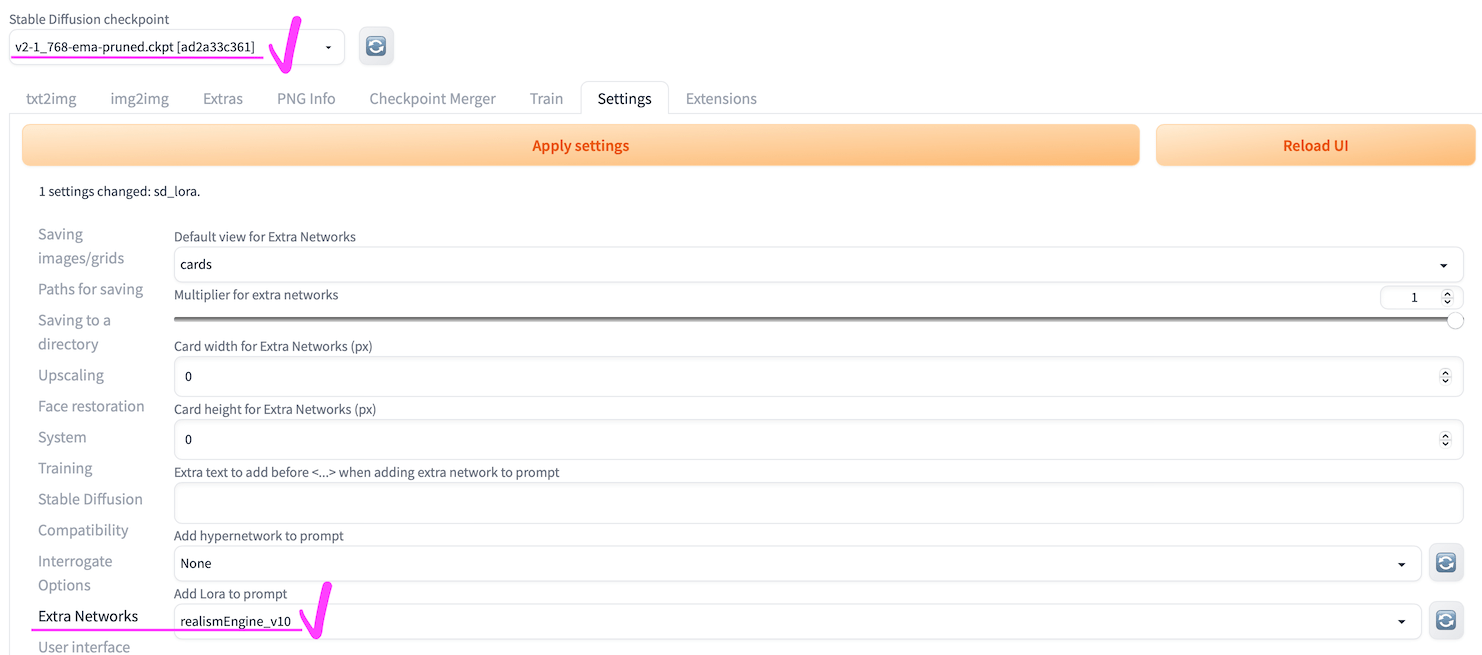 Stable Diffusion checkpoint
v2-1_768-ema-pruned.ckpt [ad2a33c361]
txt2img img2img Extras PNG Info Checkpoint Merger Train Settings Extensions
Apply settings Reload UI
1 settings changed: sd_lora.
Saving
images/grids
Paths for saving
Saving to a
directory
Upscaling
Face restoration
System
Training
Stable Diffusion
Compatibility
Interrogate
Options
Extra Networks
User interface
Default view for Extra Networks
cards
Multiplier for extra networks
1
Card width for Extra Networks (px)
0
Card height for Extra Networks (px)
0
Extra text to add before <...> when adding extra network to prompt
Add hypernetwork to prompt
None
Add Lora to prompt
realismEngine_v10